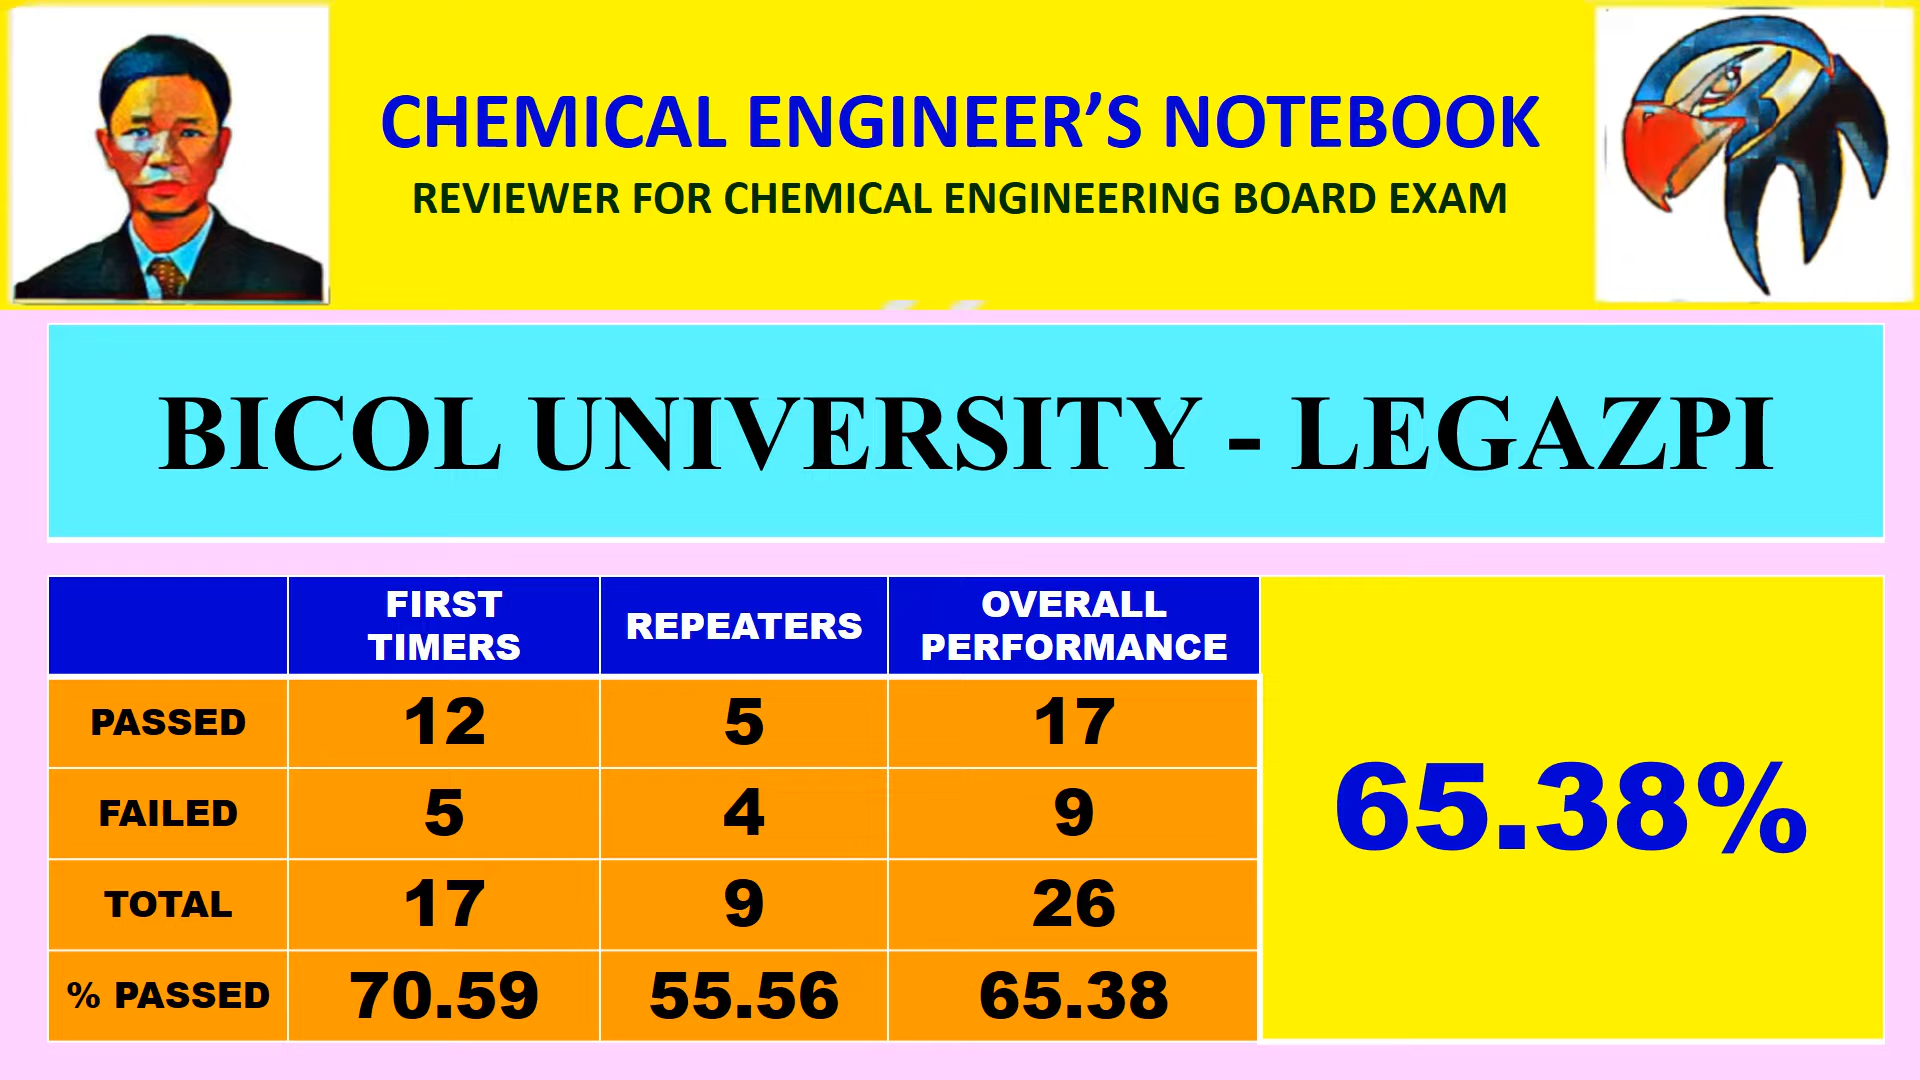 CHEMICAL ENGINEER’S NOTEBOOK
REVIEWER FOR CHEMICAL ENGINEERING BOARD EXAM
BICOL UNIVERSITY - LEGAZPI
FIRST TIMERS REPEATERS OVERALL PERFORMANCE
PASSED 12 5 17
FAILED 5 4 9
TOTAL 17 9 26
% PASSED 70.59 55.56 65.38
65.38%